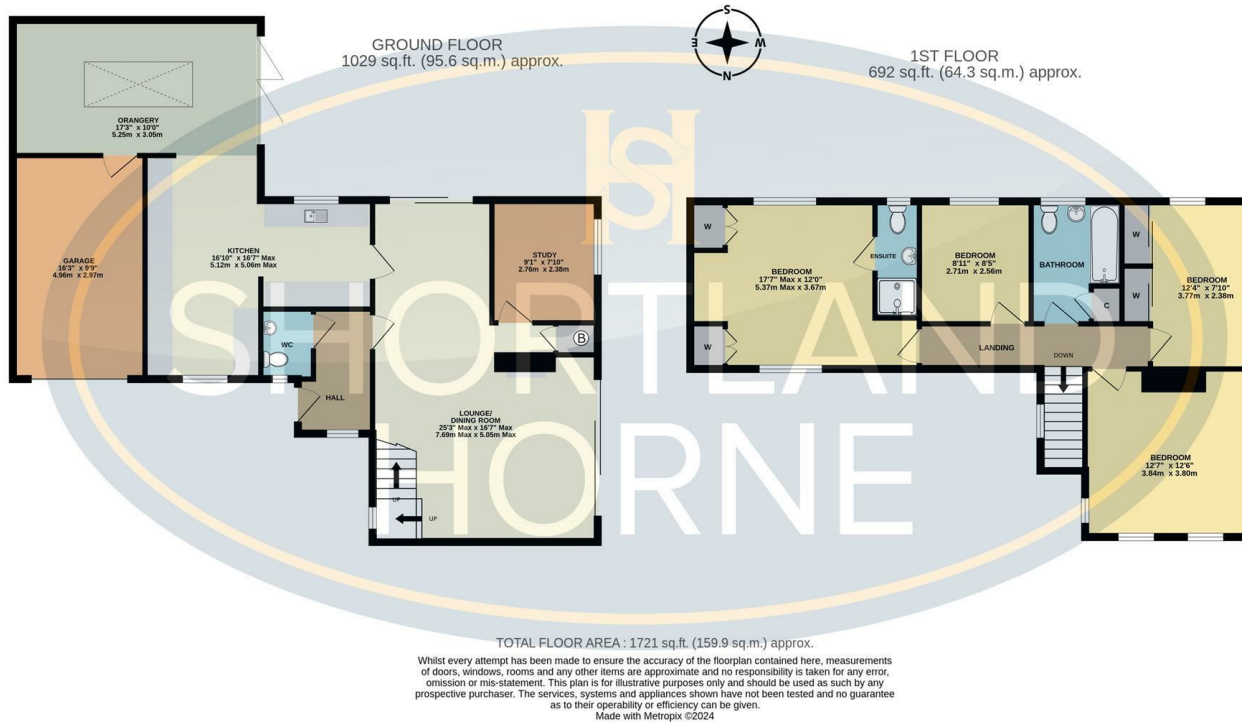 GROUND FLOOR
1029 sq.ft. (95.6 sq.m.) approx.
S
E
W
N
1ST FLOOR
692 sq.ft. (64.3 sq.m.) approx.
HS
SHORTLAND
HORNE
ORANGERY
17'3" x 10'0"
5.25m x 3.05m
GARAGE
16'3" x 9'9"
4.96m x 2.97m
KITCHEN
16'10" x 16'7" Max
5.12m x 5.06m Max
STUDY
9'1" x 7'10"
2.76m x 2.38m
B
WC
HALL
LOUNGE/
DINING ROOM
25'3" Max x 16'7" Max
7.69m Max x 5.05m Max
UP
UP
W
W
BEDROOM
17'7" Max x 12'0"
5.37m Max x 3.67m
ENSUITE
BEDROOM
8'11" x 8'5"
2.71m x 2.56m
BATHROOM
C
W
W
BEDROOM
12'4" x 7'10"
3.77m x 2.38m
LANDING
DOWN
BEDROOM
12'7" x 12'6"
3.84m x 3.80m
TOTAL FLOOR AREA : 1721 sq.ft. (159.9 sq.m.) approx.
Whilst every attempt has been made to ensure the accuracy of the floorplan contained here, measurements
of doors, windows, rooms and any other items are approximate and no responsibility is taken for any error,
omission or mis-statement. This plan is for illustrative purposes only and should be used as such by any
prospective purchaser. The services, systems and appliances shown have not been tested and no guarantee
as to their operability or efficiency can be given.
Made with Metropix ©2024